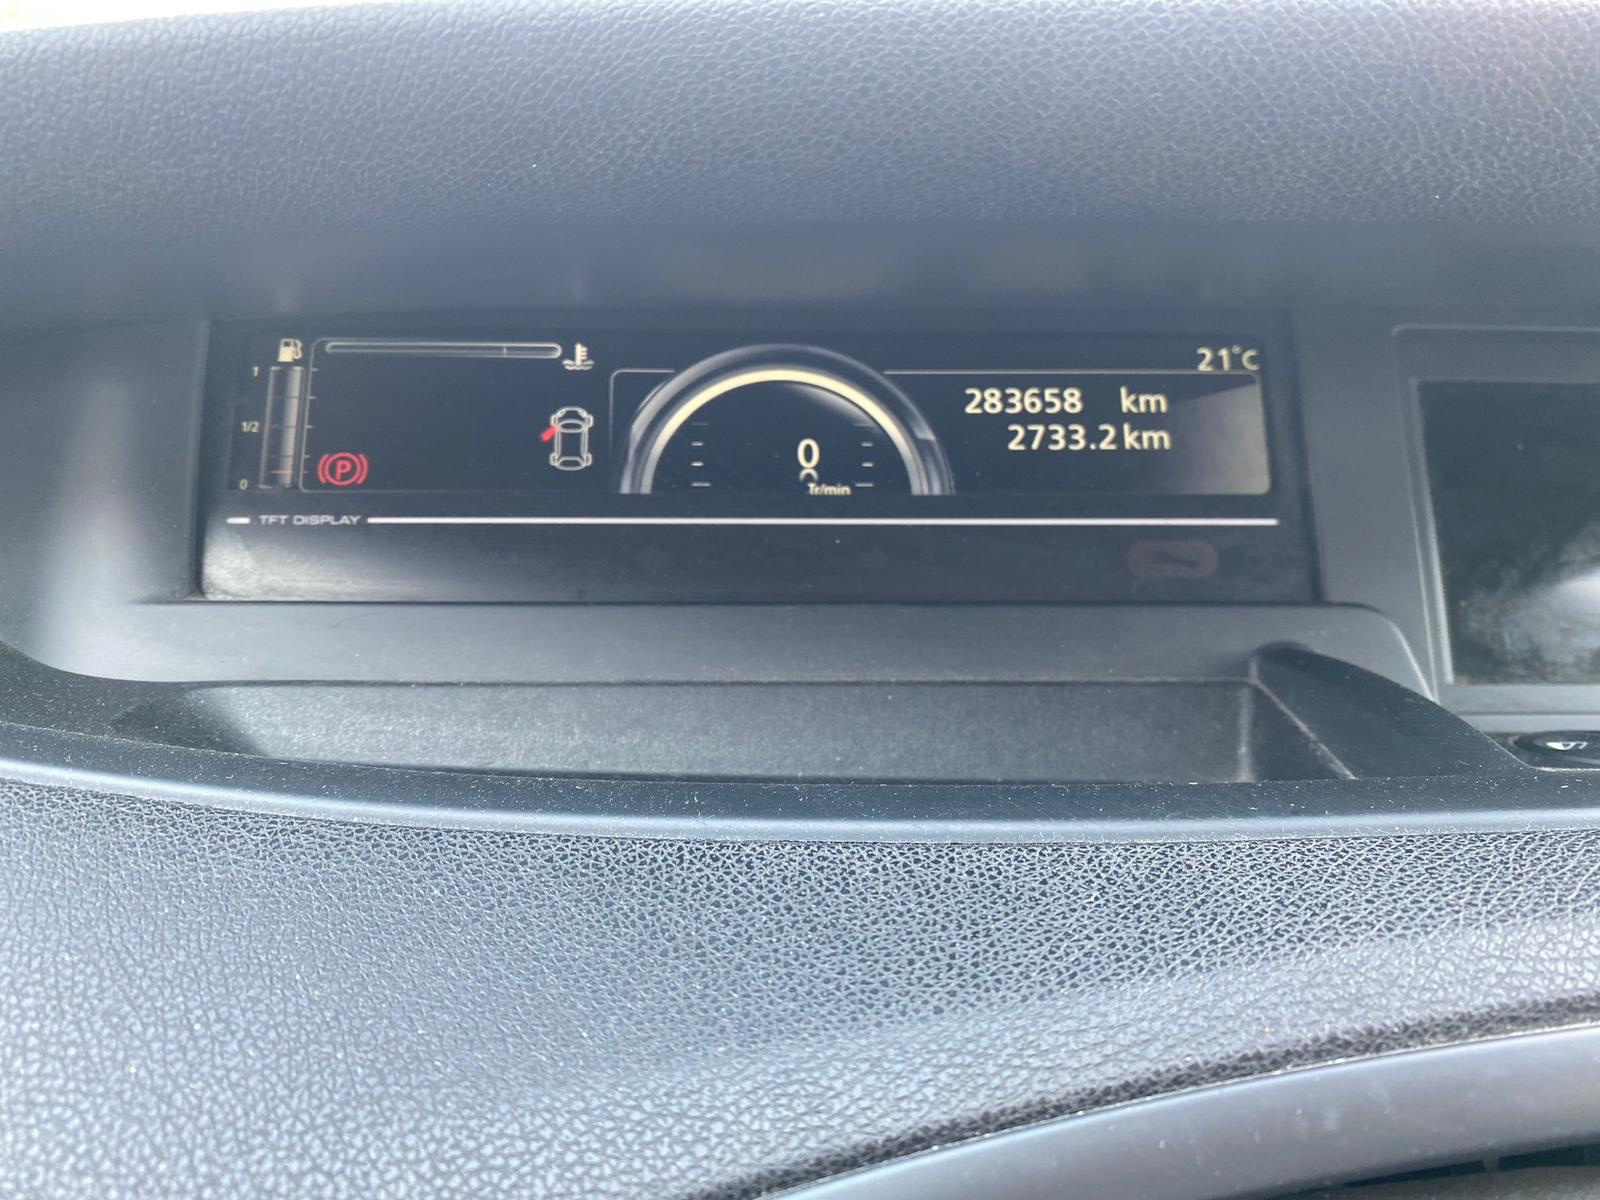 21°C
1
1/2
0
P
283658 km
2733.2 km
0
Tr/min
TFT DISPLAY